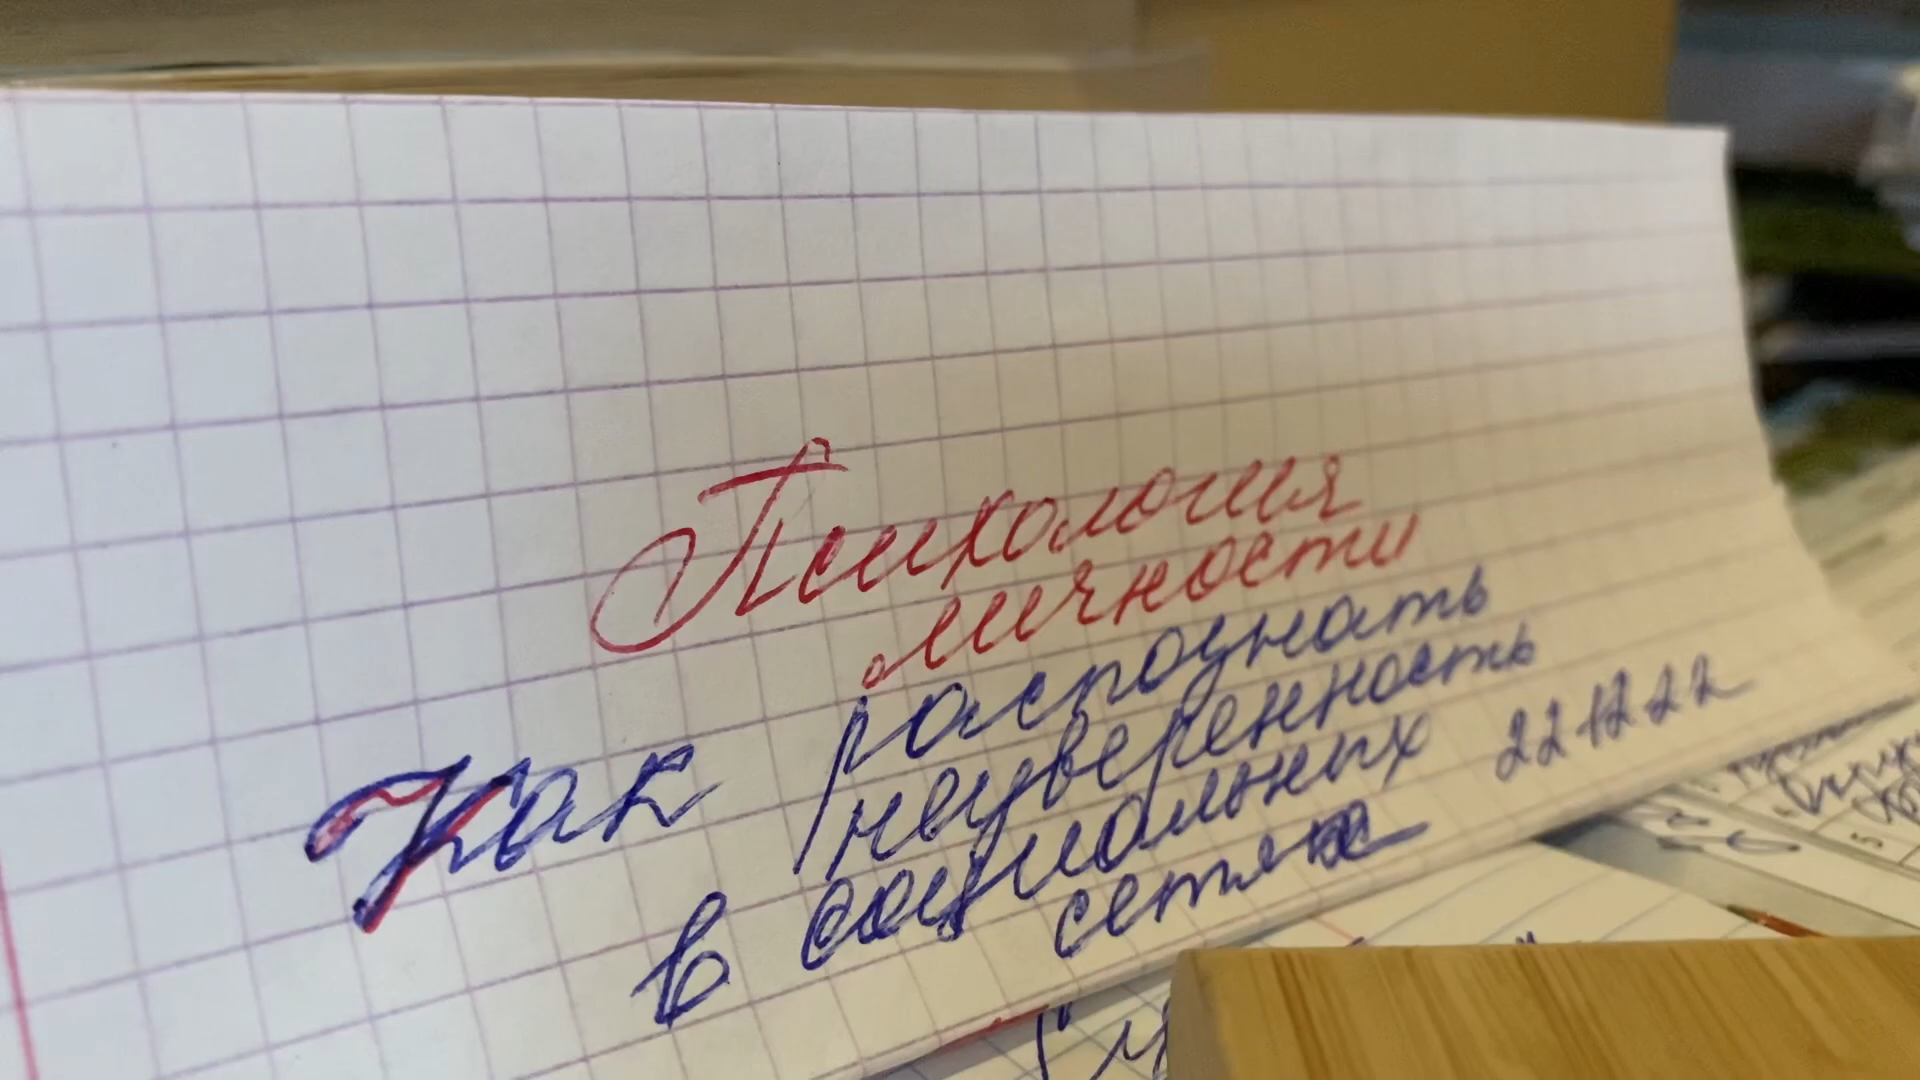 Психология
личности
Как распознать
неуверенность
в социальных 22.12.22
сетях